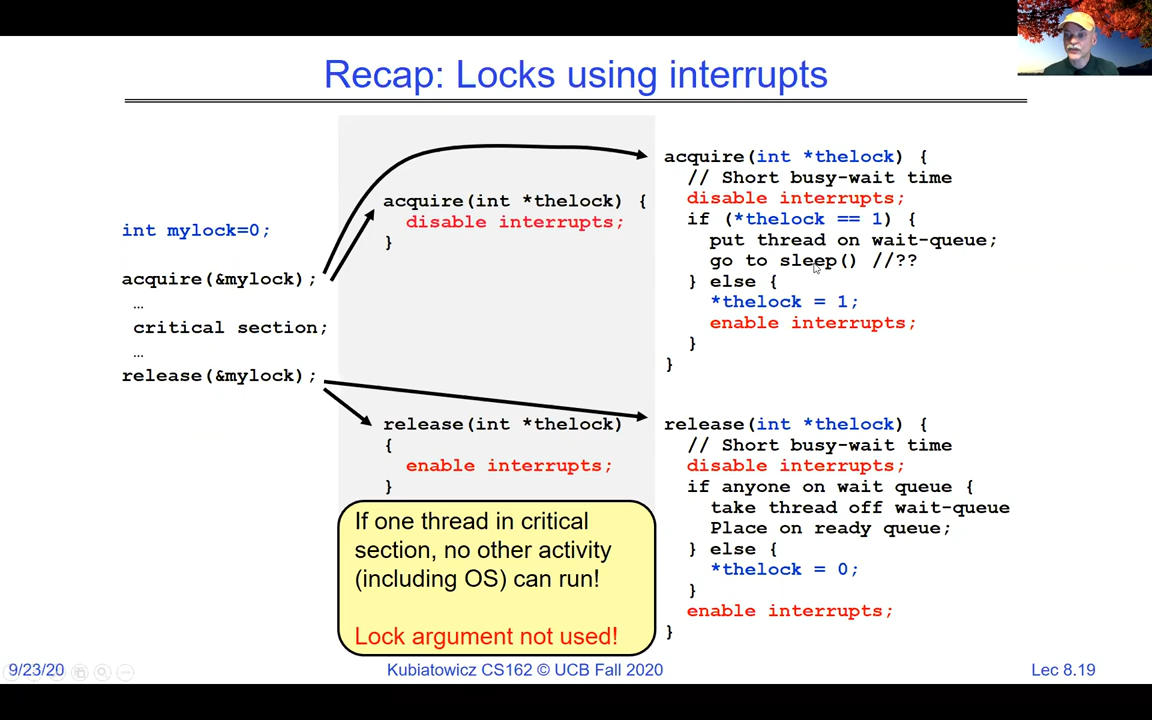 Recap: Locks using interrupts
int mylock=0;
acquire(&mylock);
…
critical section;
…
release(&mylock);
acquire(int *thelock) {
disable interrupts;
}
release(int *thelock)
{
enable interrupts;
}
If one thread in critical
section, no other activity
(including OS) can run!
Lock argument not used!
acquire(int *thelock) {
// Short busy-wait time
disable interrupts;
if (*thelock == 1) {
put thread on wait-queue;
go to sleep() //??
} else {
*thelock = 1;
enable interrupts;
}
}
release(int *thelock) {
// Short busy-wait time
disable interrupts;
if anyone on wait queue {
take thread off wait-queue
Place on ready queue;
} else {
*thelock = 0;
}
enable interrupts;
}
9/23/20
Kubiatowicz CS162 © UCB Fall 2020
Lec 8.19